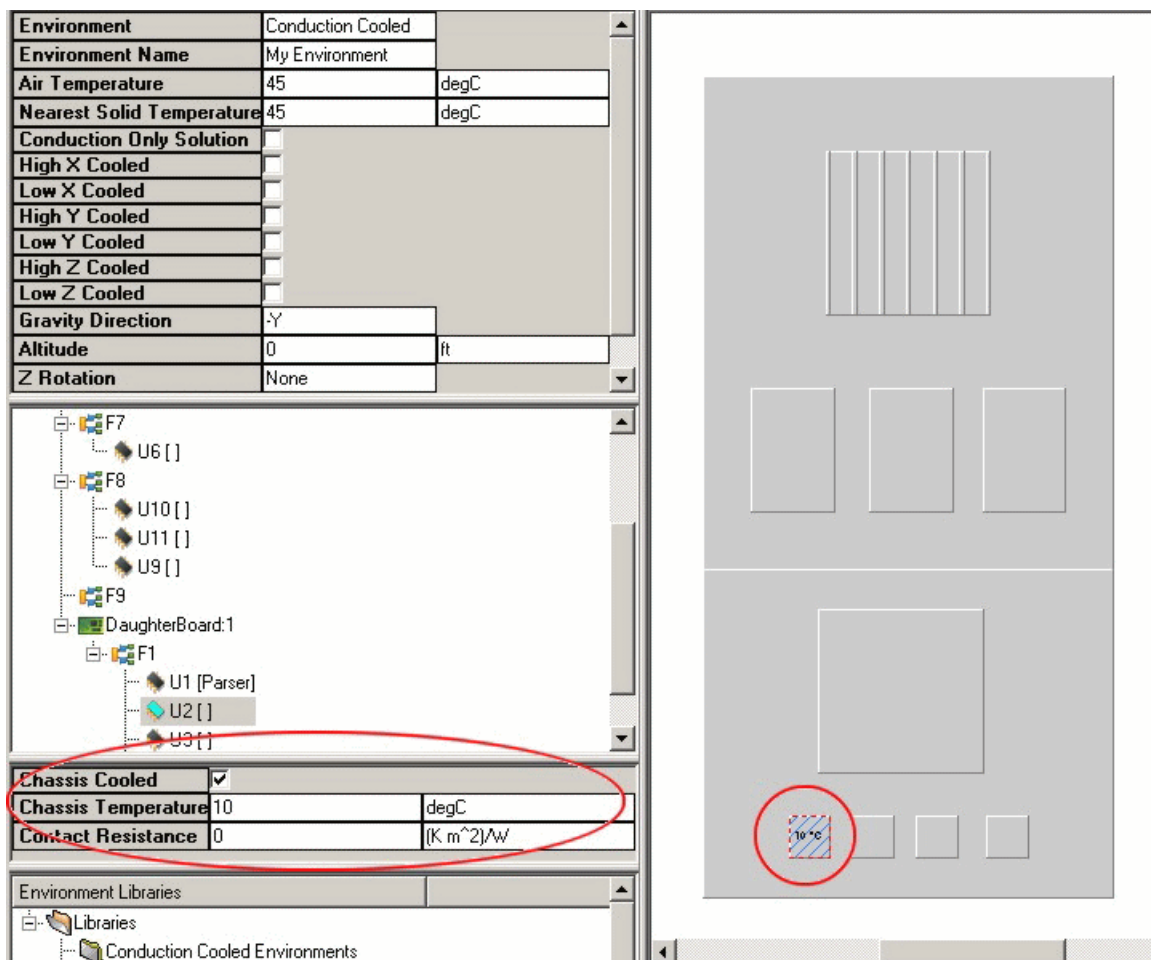 Environment Conduction Cooled
Environment Name My Environment
Air Temperature 45 degC
Nearest Solid Temperature 45 degC
Conduction Only Solution
High X Cooled
Low X Cooled
High Y Cooled
Low Y Cooled
High Z Cooled
Low Z Cooled
Gravity Direction -Y
Altitude 0 ft
Z Rotation None
F7
U6 [ ]
F8
U10 [ ]
U11 [ ]
U9 [ ]
F9
DaughterBoard:1
F1
U1 [Parser]
U2 [ ]
U3 [ ]
Chassis Cooled
Chassis Temperature 10 degC
Contact Resistance 0 (K m^2)/W
10 °C
Environment Libraries
Libraries
Conduction Cooled Environments